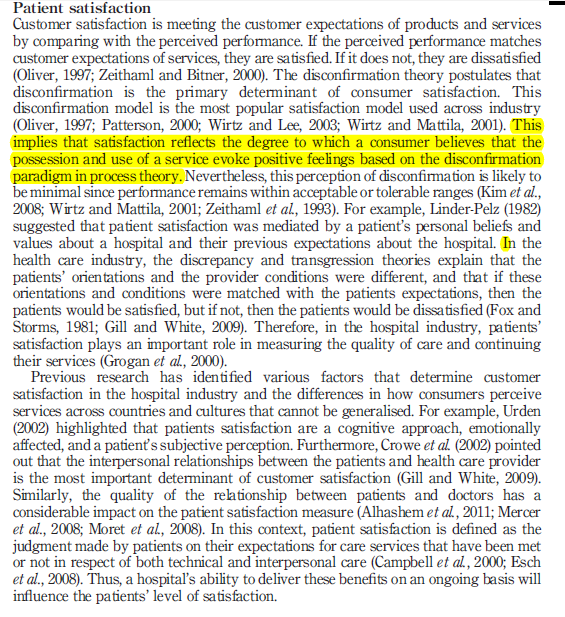 Patient satisfaction
Customer satisfaction is meeting the customer expectations of products and services
by comparing with the perceived performance. If the perceived performance matches
customer expectations of services, they are satisfied. If it does not, they are dissatisfied
(Oliver, 1997; Zeithaml and Bitner, 2000). The disconfirmation theory postulates that
disconfirmation is the primary determinant of consumer satisfaction. This
disconfirmation model is the most popular satisfaction model used across industry
(Oliver, 1997; Patterson, 2000; Wirtz and Lee, 2003; Wirtz and Mattila, 2001). This
implies that satisfaction reflects the degree to which a consumer believes that the
possession and use of a service evoke positive feelings based on the disconfirmation
paradigm in process theory. Nevertheless, this perception of disconfirmation is likely to
be minimal since performance remains within acceptable or tolerable ranges (Kim et al.,
2008; Wirtz and Mattila, 2001; Zeithaml et al., 1993). For example, Linder-Pelz (1982)
suggested that patient satisfaction was mediated by a patient's personal beliefs and
values about a hospital and their previous expectations about the hospital. In the
health care industry, the discrepancy and transgression theories explain that the
patients' orientations and the provider conditions were different, and that if these
orientations and conditions were matched with the patients expectations, then the
patients would be satisfied, but if not, then the patients would be dissatisfied (Fox and
Storms, 1981; Gill and White, 2009). Therefore, in the hospital industry, patients'
satisfaction plays an important role in measuring the quality of care and continuing
their services (Grogan et al., 2000).
Previous research has identified various factors that determine customer
satisfaction in the hospital industry and the differences in how consumers perceive
services across countries and cultures that cannot be generalised. For example, Urden
(2002) highlighted that patients satisfaction are a cognitive approach, emotionally
affected, and a patient's subjective perception. Furthermore, Crowe et al. (2002) pointed
out that the interpersonal relationships between the patients and health care provider
is the most important determinant of customer satisfaction (Gill and White, 2009).
Similarly, the quality of the relationship between patients and doctors has a
considerable impact on the patient satisfaction measure (Alhashem et al., 2011; Mercer
et al., 2008; Moret et al., 2008). In this context, patient satisfaction is defined as the
judgment made by patients on their expectations for care services that have been met
or not in respect of both technical and interpersonal care (Campbell et al., 2000; Esch
et al., 2008). Thus, a hospital's ability to deliver these benefits on an ongoing basis will
influence the patients' level of satisfaction.